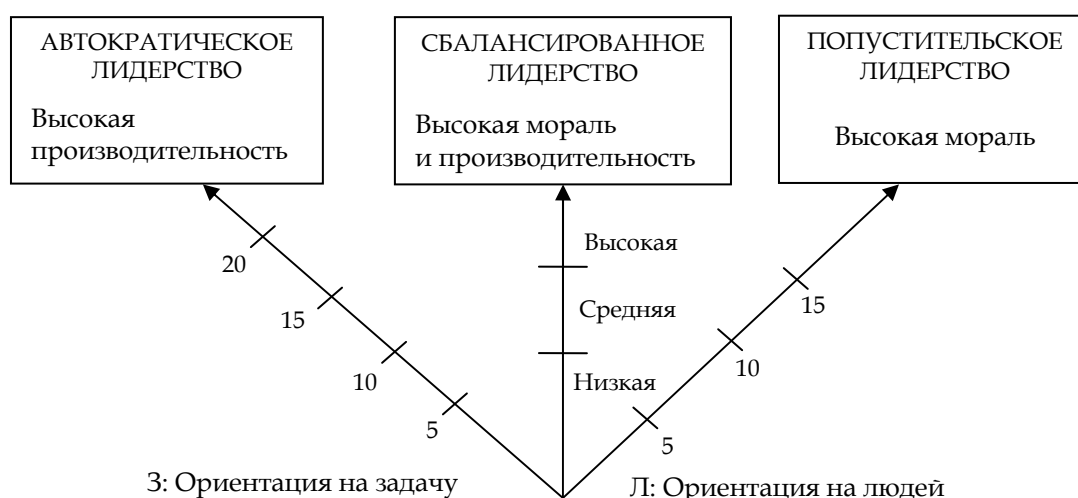 АВТОКРАТИЧЕСКОЕ
ЛИДЕРСТВО
Высокая
производительность
СБАЛАНСИРОВАННОЕ
ЛИДЕРСТВО
Высокая мораль
и производительность
ПОПУСТИТЕЛЬСКОЕ
ЛИДЕРСТВО
Высокая мораль
20
15
10
5
Высокая
Средняя
Низкая
15
10
5
З: Ориентация на задачу
Л: Ориентация на людей